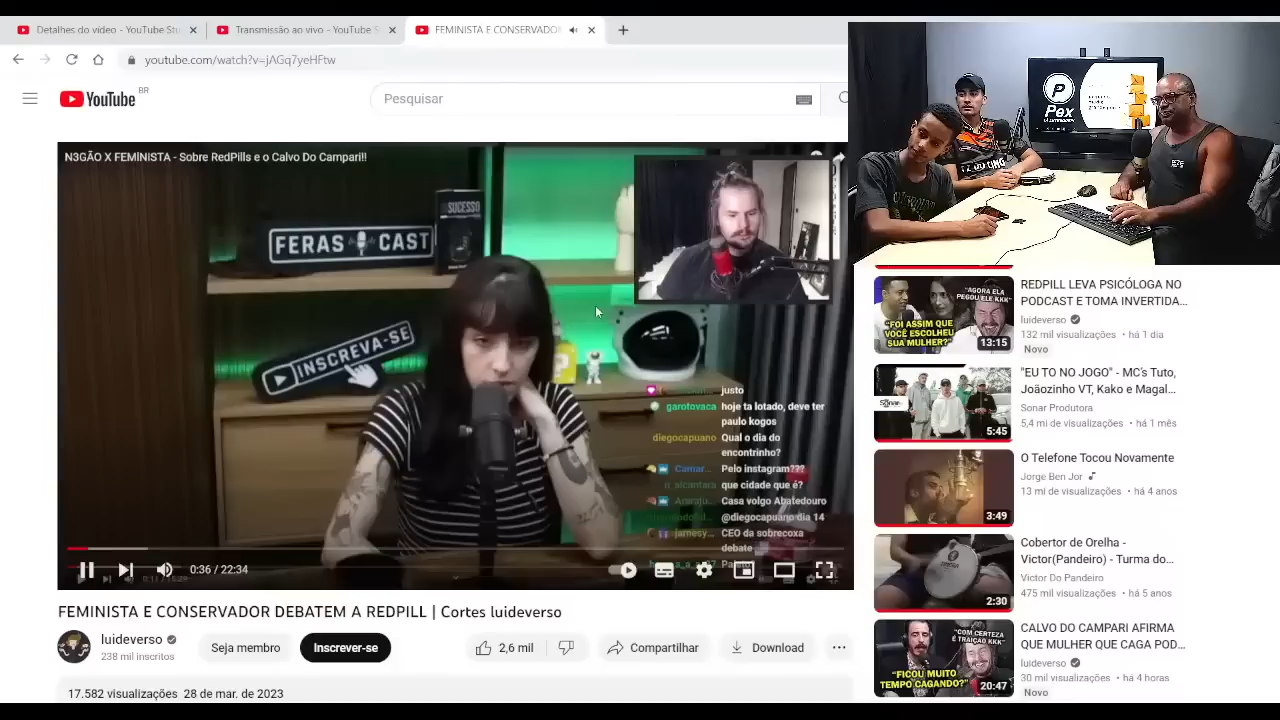 Detalhes do vídeo - YouTube Stu
Transmissão ao vivo - YouTube S
FEMINISTA E CONSERVADOR
youtube.com/watch?v=jAGq7yeHFtw
YouTube BR
Pesquisar
N3GÃO X FEMINISTA - Sobre RedPills e o Calvo Do Campari!!
SUCESSO
FERAS CAST
INSCREVA-SE
justo
garotovaca hoje ta lotado, deve ter
paulo kogos
diegocapuano Qual o dia do
encontrinho?
Camar... Pelo instagram???
alcantara que cidade que é?
Casa volgo Abatedouro
@diegocapuano dia 14
jamesy... CEO da sobrecoxa
debate
0:36 / 22:34
FEMINISTA E CONSERVADOR DEBATEM A REDPILL | Cortes luideverso
luideverso
238 mil inscritos
Seja membro
Inscrever-se
2,6 mil
Compartilhar
Download
17.582 visualizações 28 de mar. de 2023
Pex
"AGORA ELA
PEGOU ELE KKK"
"FOI ASSIM QUE
VOCÊ ESCOLHEU
SUA MULHER?"
13:15
REDPILL LEVA PSICÓLOGA NO
PODCAST E TOMA INVERTIDA...
luideverso
132 mil visualizações • há 1 dia
Novo
Sonar
5:45
"EU TO NO JOGO" - MC's Tuto,
Joãozinho VT, Kako e Magal...
Sonar Produtora
5,4 mi de visualizações • há 1 mês
3:49
O Telefone Tocou Novamente
Jorge Ben Jor
13 mi de visualizações • há 4 anos
2:30
Cobertor de Orelha -
Victor(Pandeiro) - Turma do...
Victor Do Pandeiro
475 mil visualizações • há 5 anos
"COM CERTEZA
É TRAIÇÃO KKK"
"FICOU MUITO
TEMPO CAGANDO?"
20:47
CALVO DO CAMPARI AFIRMA
QUE MULHER QUE CAGA POD...
luideverso
30 mil visualizações • há 4 horas
Novo